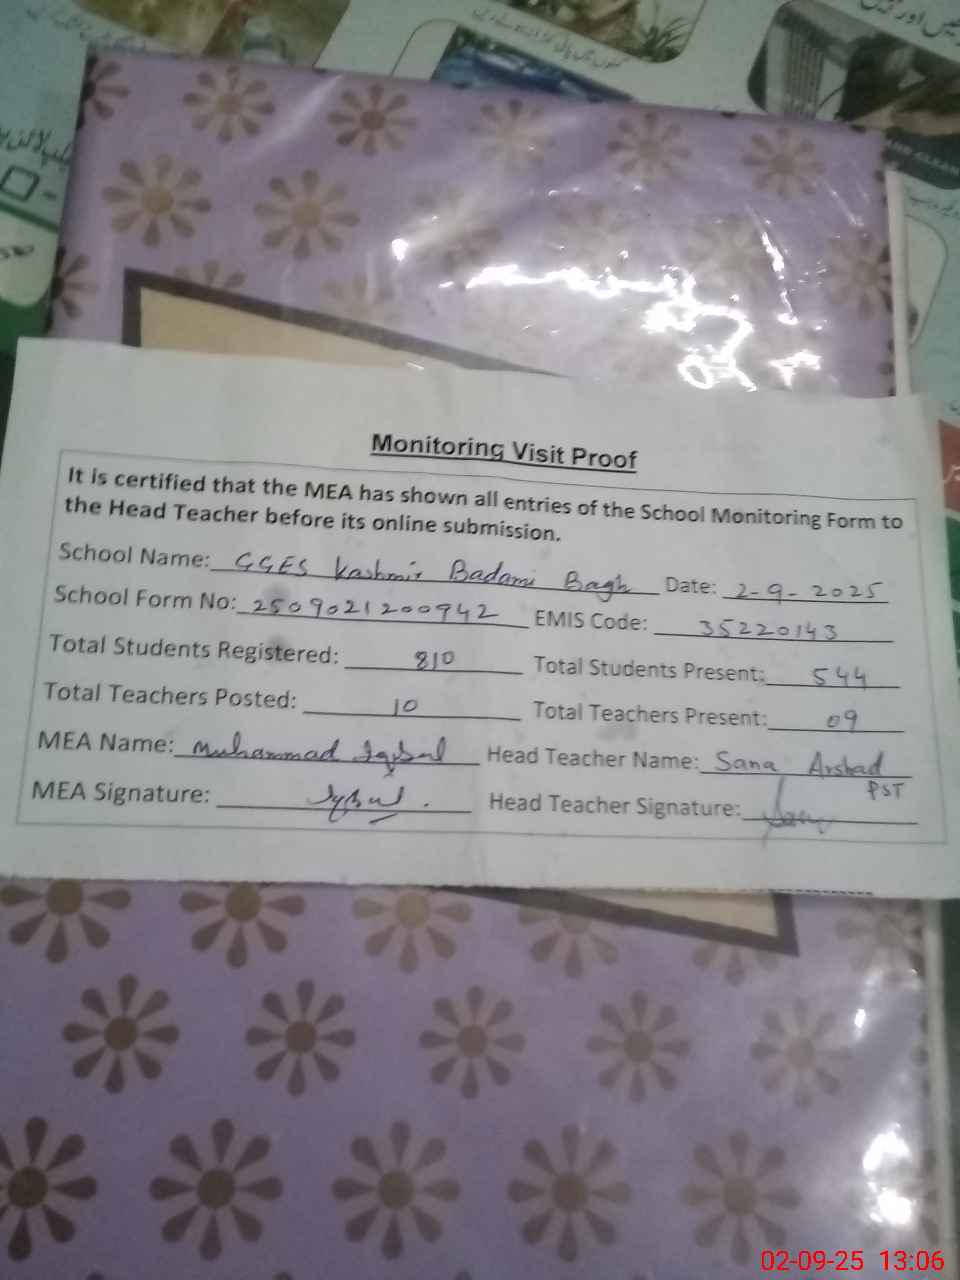 Monitoring Visit Proof
It is certified that the MEA has shown all entries of the School Monitoring Form to
the Head Teacher before its online submission.
School Name: GGES Kashmir Badami Bagh Date: 2-9-2025
School Form No: 2509021200942 EMIS Code: 35220143
Total Students Registered: 810 Total Students Present: 544
Total Teachers Posted: 10 Total Teachers Present: 09
MEA Name: Muhammad Iqbal Head Teacher Name: Sana Arshad
PST
MEA Signature: Iqbal. Head Teacher Signature:
02-09-25 13:06